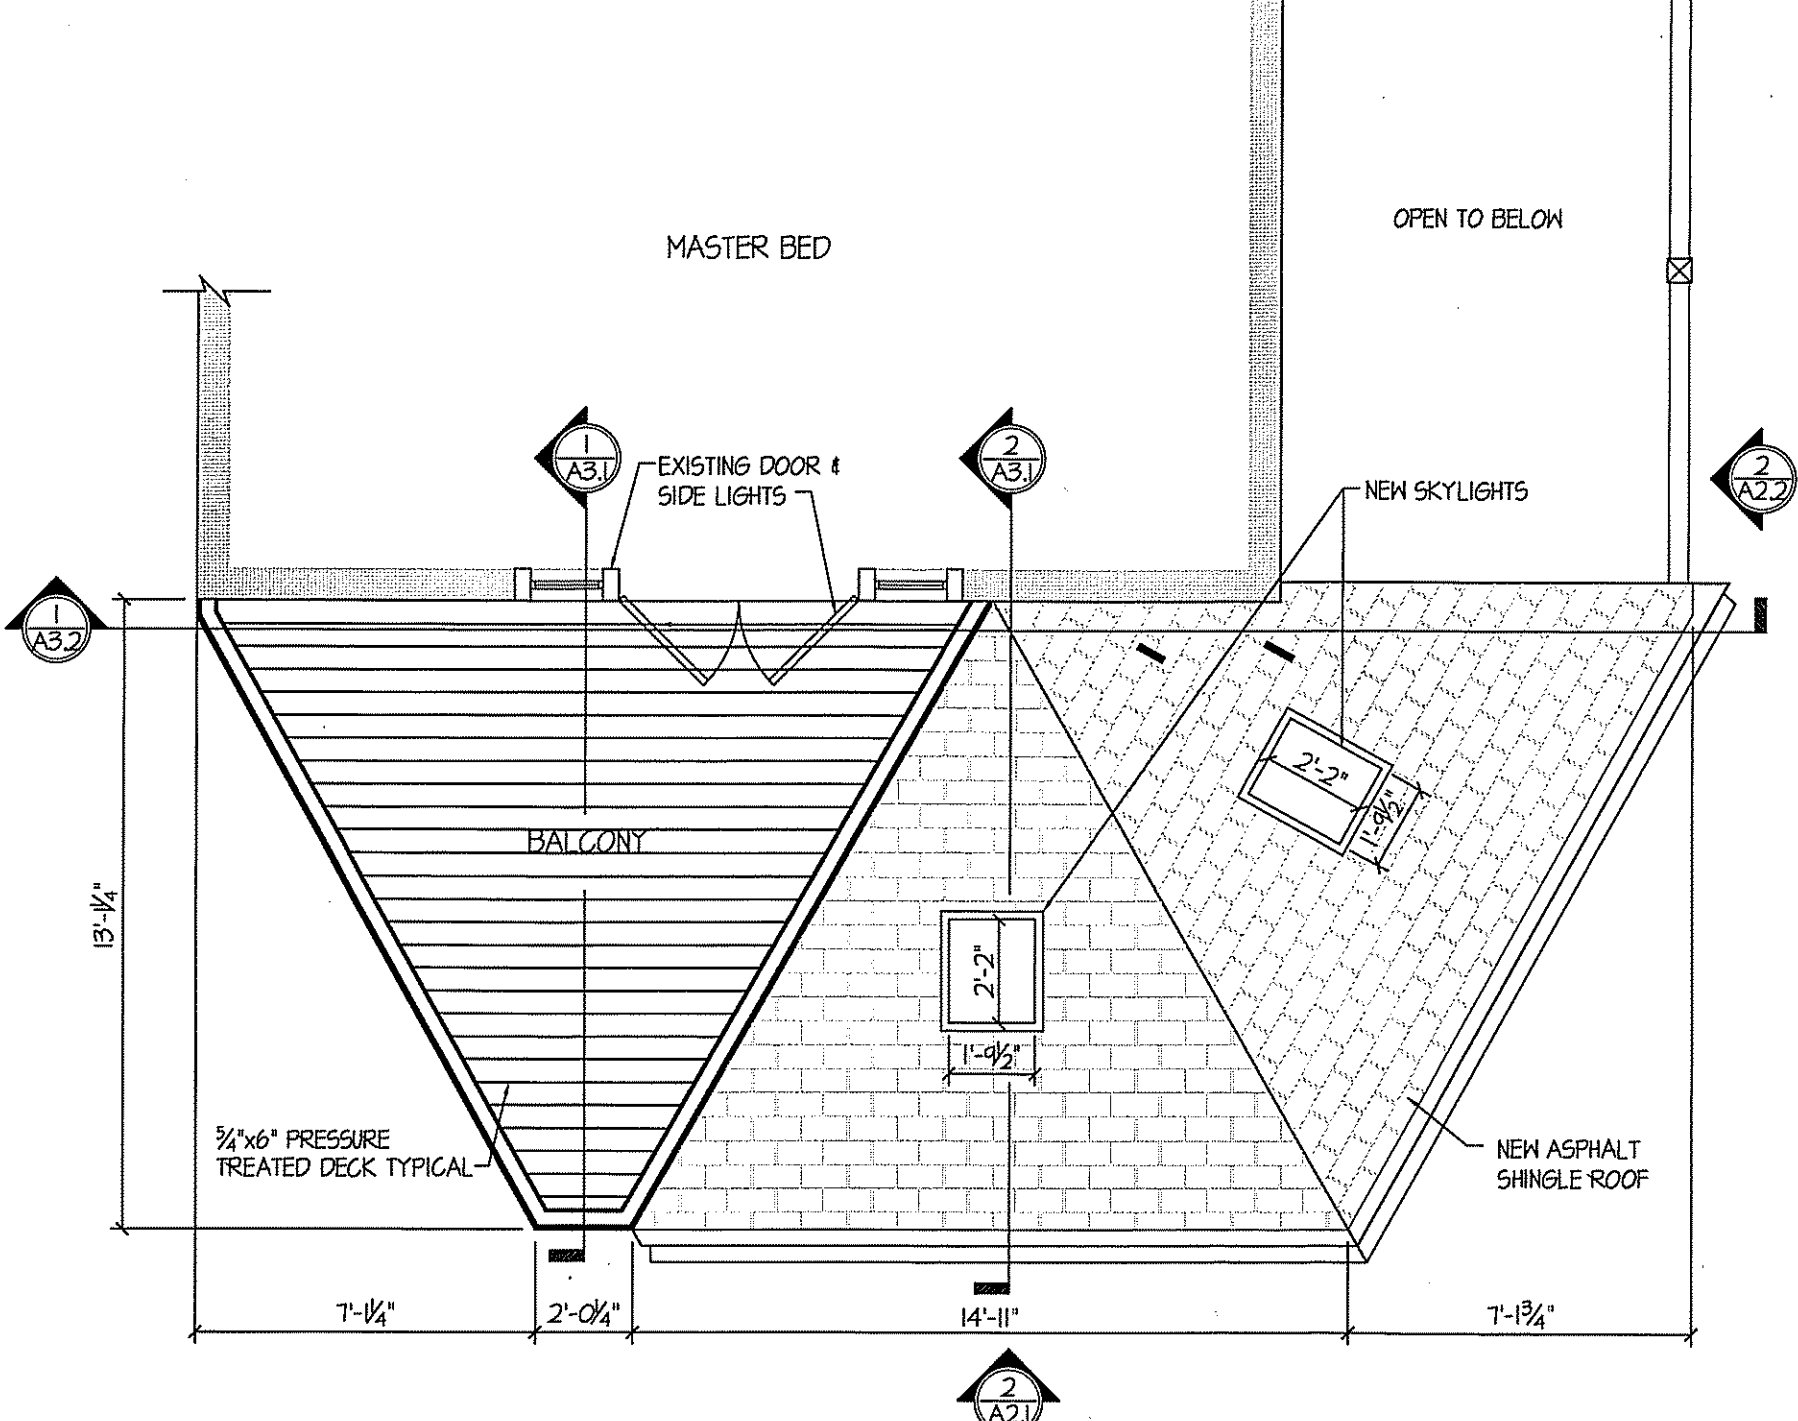 OPEN TO BELOW
MASTER BED
1
A3.1
EXISTING DOOR &
SIDE LIGHTS
2
A3.1
NEW SKYLIGHTS
2
A2.2
1
A3.2
2'-2"
1'-9½"
BALCONY
13'-1¼"
2'-2"
1'-9½"
5/4"x6" PRESSURE
TREATED DECK TYPICAL
NEW ASPHALT
SHINGLE ROOF
7'-1¼"
2'-0¼"
14'-11"
7'-1¾"
2
A2.1